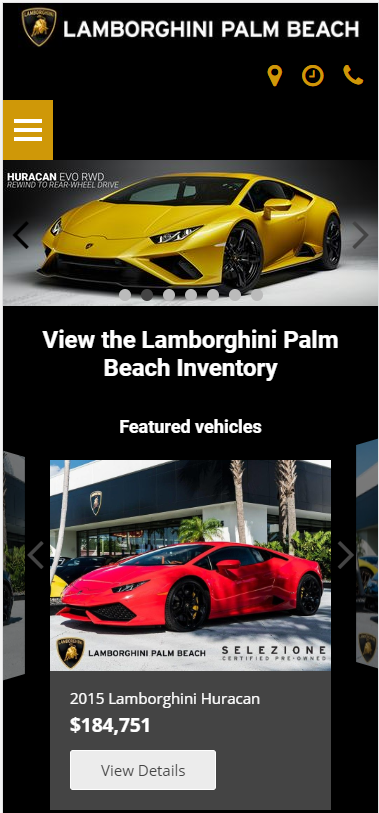 LAMBORGHINI PALM BEACH
HURACAN EVO RWD
REWIND TO REAR-WHEEL DRIVE
View the Lamborghini Palm
Beach Inventory
Featured vehicles
LAMBORGHINI PALM BEACH
SELEZIONE
CERTIFIED PRE-OWNED
2015 Lamborghini Huracan
$184,751
View Details